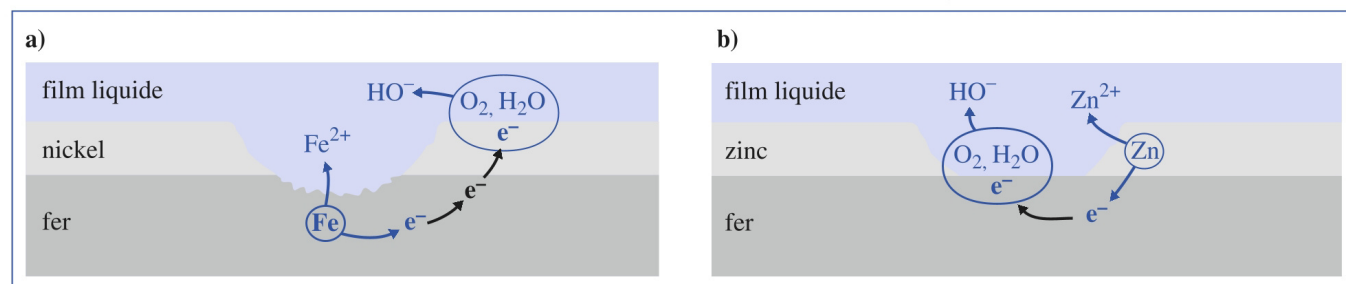 a)
film liquide
HO⁻
O₂, H₂O
e⁻
Fe²⁺
nickel
e⁻
fer
Fe
e⁻
b)
film liquide
HO⁻
Zn²⁺
zinc
O₂, H₂O
Zn
e⁻
fer
e⁻